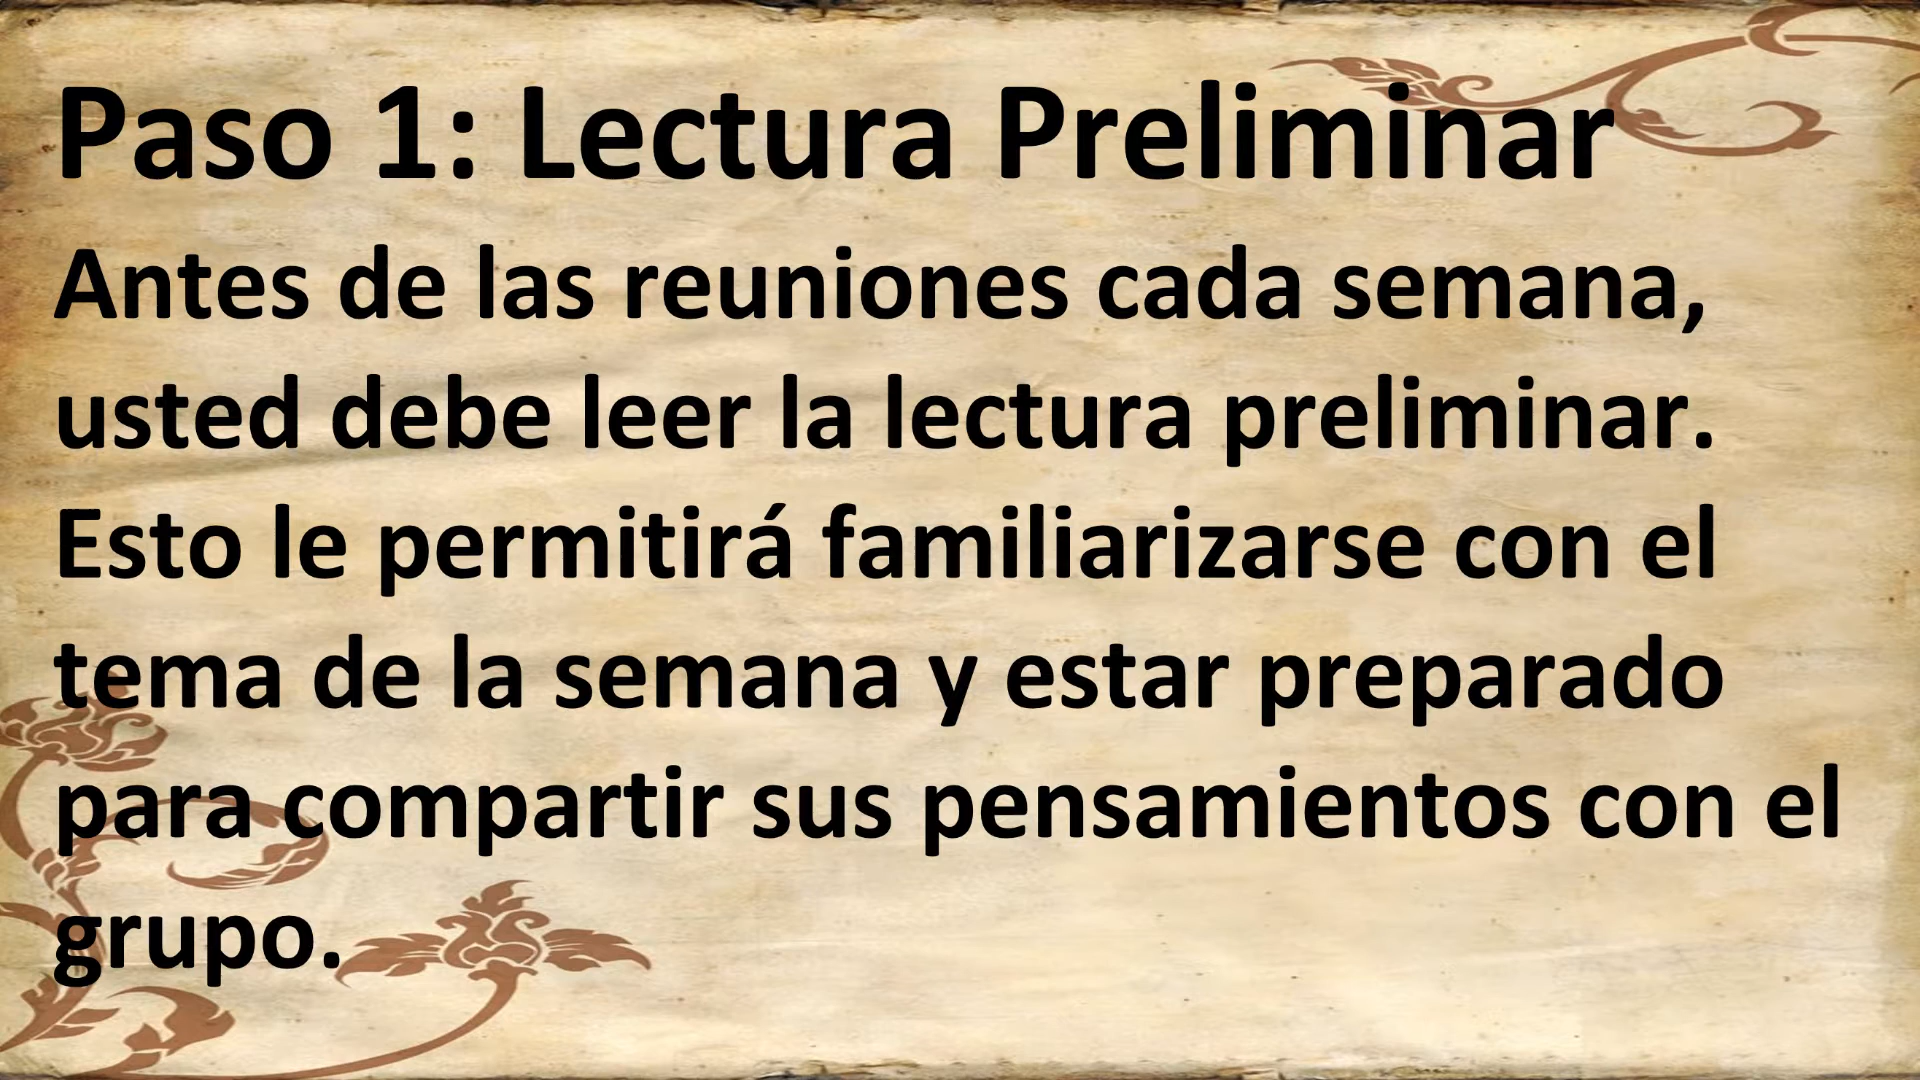 Paso 1: Lectura Preliminar
Antes de las reuniones cada semana,
usted debe leer la lectura preliminar.
Esto le permitirá familiarizarse con el
tema de la semana y estar preparado
para compartir sus pensamientos con el
grupo.